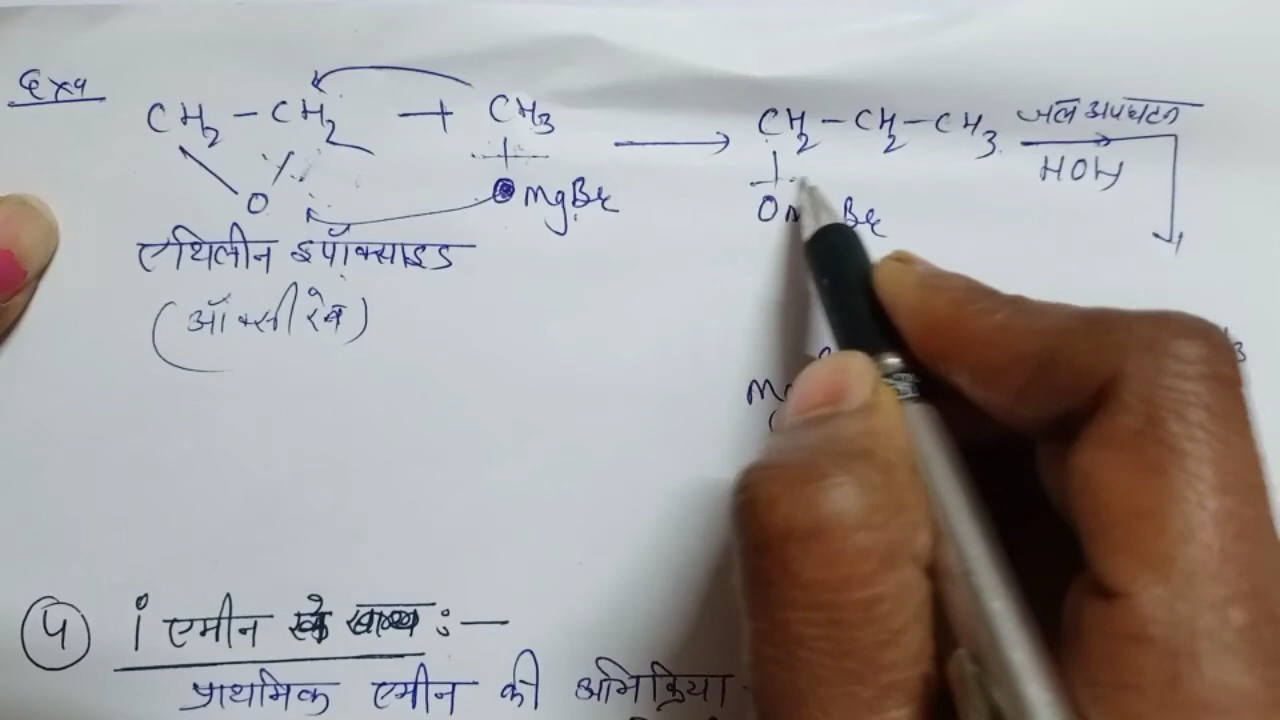 Exa
CH2 - CH2 + CH3 → CH2 - CH2 - CH3 जल अपघटन
HOH
O MgBr O Br
एथिलीन इपॉक्साइड
(ऑक्सीरेन)
4 i एमीन :-
प्राथमिक एमीन की अभिक्रिया